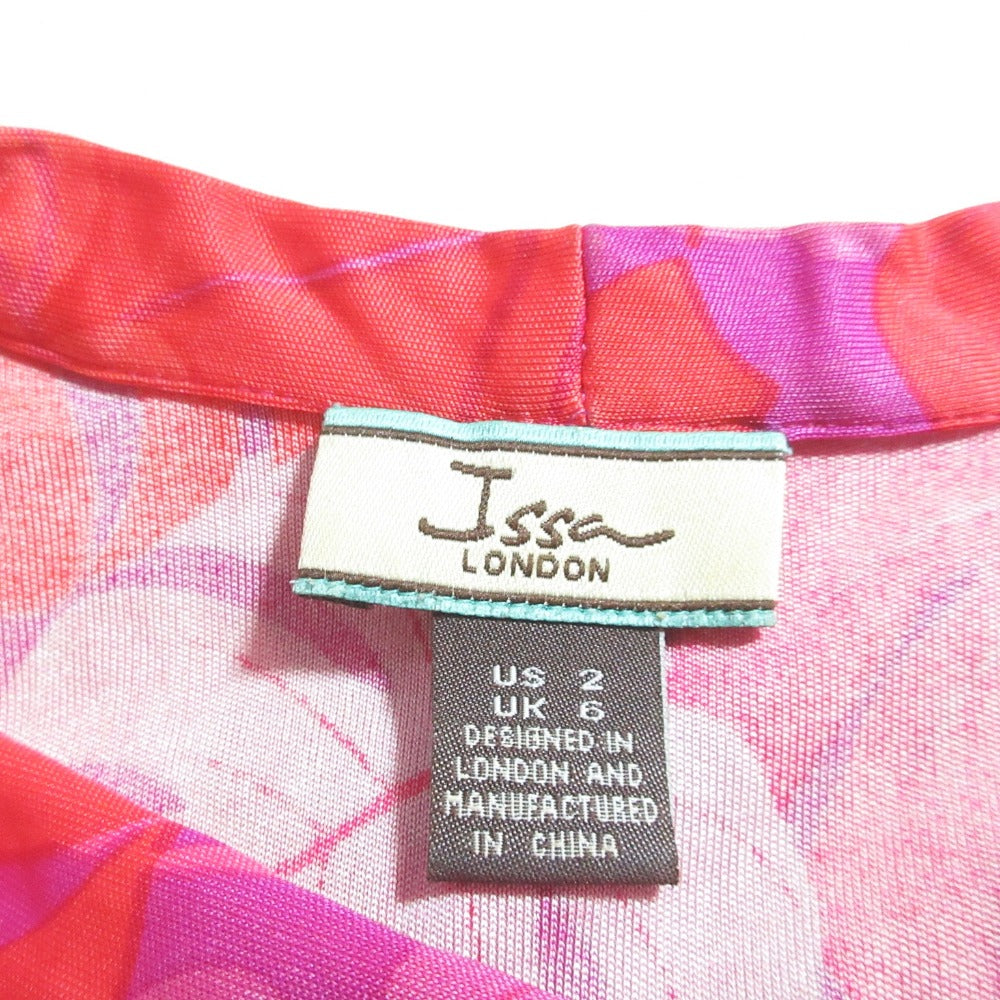 Issa
LONDON
US 2
UK 6
DESIGNED IN
LONDON AND
MANUFACTURED
IN CHINA